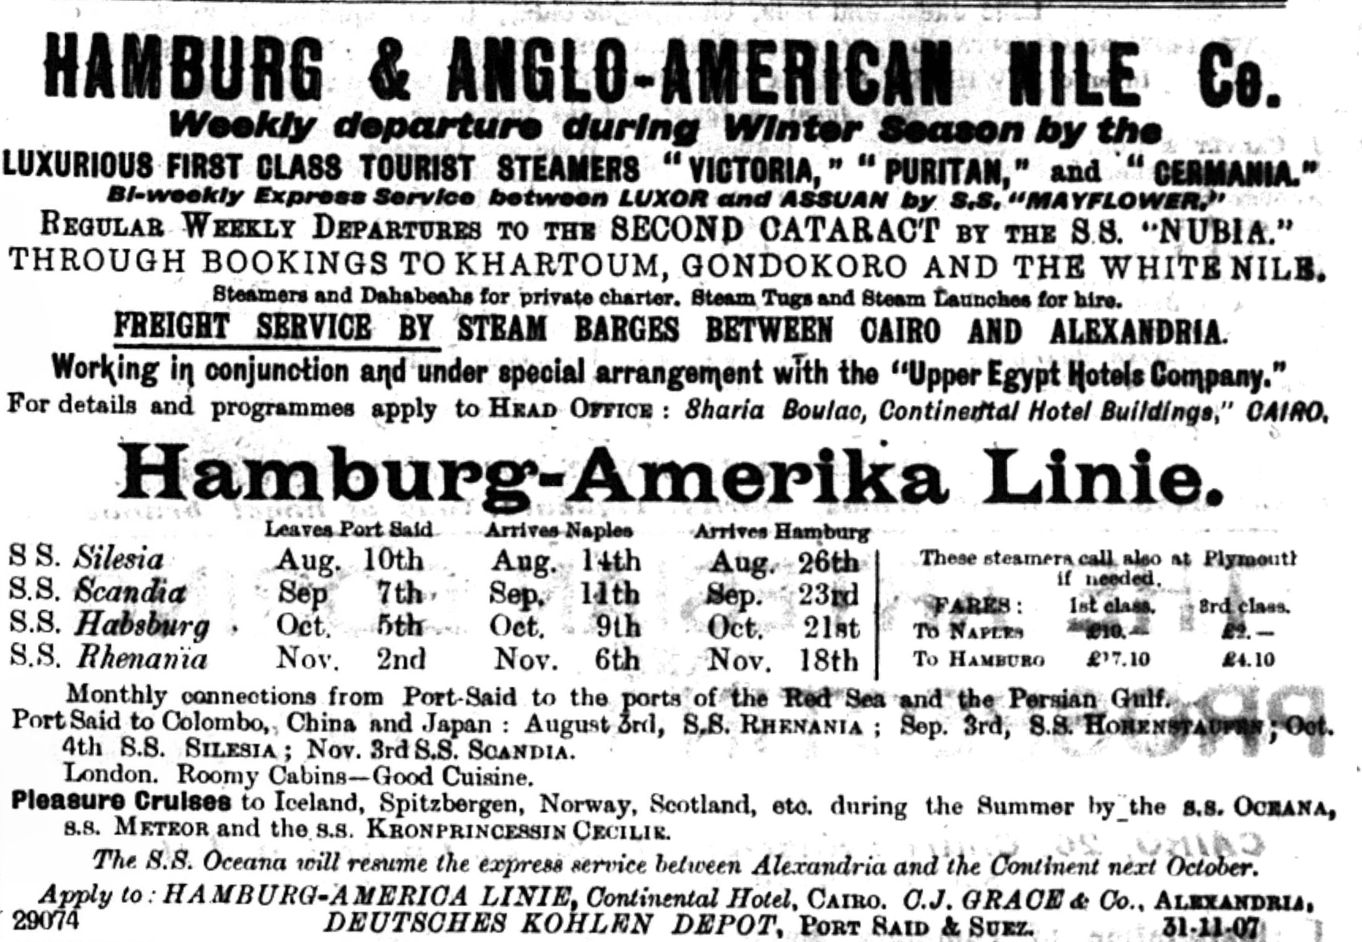 HAMBURG & ANGLO-AMERICAN NILE Co.
Weekly departure during Winter Season by the
LUXURIOUS FIRST CLASS TOURIST STEAMERS "VICTORIA," "PURITAN," and "GERMANIA."
Bi-weekly Express Service between LUXOR and ASSUAN by S.S. "MAYFLOWER."
REGULAR WEEKLY DEPARTURES TO THE SECOND CATARACT BY THE S.S. "NUBIA."
THROUGH BOOKINGS TO KHARTOUM, GONDOKORO AND THE WHITE NILE.
Steamers and Dahabeahs for private charter. Steam Tugs and Steam Launches for hire.
FREIGHT SERVICE BY STEAM BARGES BETWEEN CAIRO AND ALEXANDRIA.
Working in conjunction and under special arrangement with the "Upper Egypt Hotels Company."
For details and programmes apply to HEAD OFFICE : Sharia Boulac, Continental Hotel Buildings," CAIRO.
Hamburg-Amerika Linie.
Leaves Port Said Arrives Naples Arrives Hamburg
S S. Silesia Aug. 10th Aug. 14th Aug. 26th
S.S. Scandia Sep 7th Sep. 11th Sep. 23rd
S.S. Habsburg Oct. 5th Oct. 9th Oct. 21st
S.S. Rhenania Nov. 2nd Nov. 6th Nov. 18th
These steamers call also at Plymouth
if needed.
FARES : 1st class. 3rd class.
To NAPLES £10.— £2.—
To HAMBURG £17.10 £4.10
Monthly connections from Port-Said to the ports of the Red Sea and the Persian Gulf.
Port Said to Colombo, China and Japan : August 3rd, S.S. RHENANIA ; Sep. 3rd, S.S. HOHENSTAUFEN ; Oct.
4th S.S. SILESIA ; Nov. 3rd S.S. SCANDIA.
London. Roomy Cabins—Good Cuisine.
Pleasure Cruises to Iceland, Spitzbergen, Norway, Scotland, etc. during the Summer by the s.s. OCEANA,
s.s. METEOR and the s.s. KRONPRINCESSIN CECILIE.
The S.S. Oceana will resume the express service between Alexandria and the Continent next October.
Apply to : HAMBURG-AMERICA LINIE, Continental Hotel, CAIRO. C.J. GRACE & Co., ALEXANDRIA,
DEUTSCHES KOHLEN DEPOT, PORT SAID & SUEZ.
29074 31-11-07